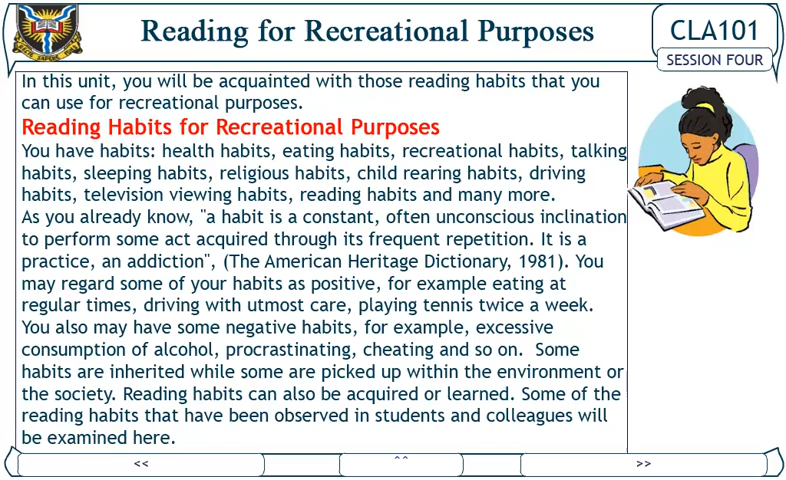 Reading for Recreational Purposes
CLA101
SESSION FOUR
In this unit, you will be acquainted with those reading habits that you
can use for recreational purposes.
Reading Habits for Recreational Purposes
You have habits: health habits, eating habits, recreational habits, talking
habits, sleeping habits, religious habits, child rearing habits, driving
habits, television viewing habits, reading habits and many more.
As you already know, "a habit is a constant, often unconscious inclination
to perform some act acquired through its frequent repetition. It is a
practice, an addiction", (The American Heritage Dictionary, 1981). You
may regard some of your habits as positive, for example eating at
regular times, driving with utmost care, playing tennis twice a week.
You also may have some negative habits, for example, excessive
consumption of alcohol, procrastinating, cheating and so on.  Some
habits are inherited while some are picked up within the environment or
the society. Reading habits can also be acquired or learned. Some of the
reading habits that have been observed in students and colleagues will
be examined here.
<< ^^ >>